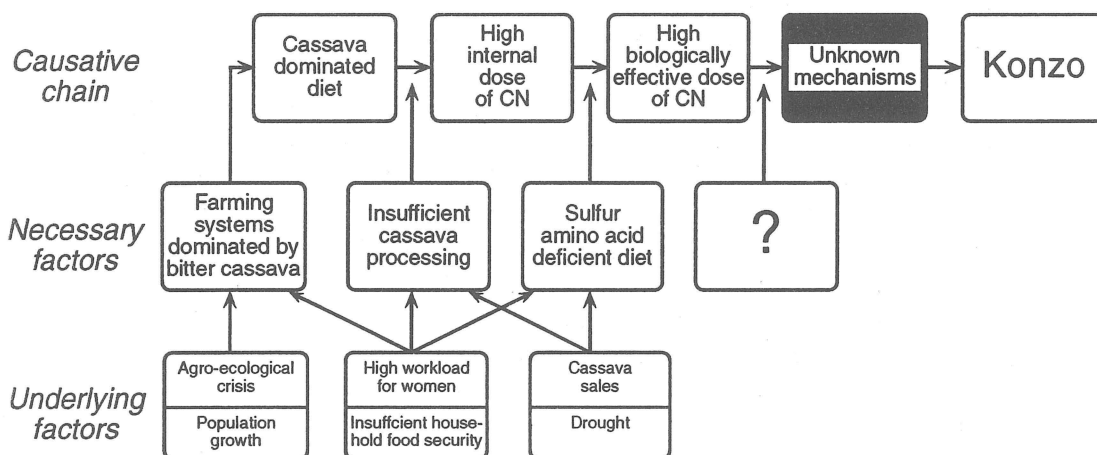 Causative
chain
Cassava
dominated
diet
High
internal
dose
of CN
High
biologically
effective dose
of CN
Unknown
mechanisms
Konzo
Necessary
factors
Farming
systems
dominated by
bitter cassava
Insufficient
cassava
processing
Sulfur
amino acid
deficient diet
?
Underlying
factors
Agro-ecological
crisis
Population
growth
High workload
for women
Insuffcient house-
hold food security
Cassava
sales
Drought